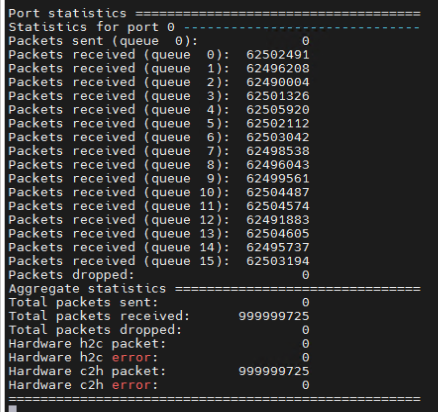 Port statistics ====================================
Statistics for port 0 ------------------------------
Packets sent (queue  0):             0
Packets received (queue  0):  62502491
Packets received (queue  1):  62496208
Packets received (queue  2):  62490004
Packets received (queue  3):  62501326
Packets received (queue  4):  62505920
Packets received (queue  5):  62502112
Packets received (queue  6):  62503042
Packets received (queue  7):  62498538
Packets received (queue  8):  62496043
Packets received (queue  9):  62499561
Packets received (queue 10):  62504487
Packets received (queue 11):  62504574
Packets received (queue 12):  62491883
Packets received (queue 13):  62504605
Packets received (queue 14):  62495737
Packets received (queue 15):  62503194
Packets dropped:                     0
Aggregate statistics ===============================
Total packets sent:                  0
Total packets received:      999999725
Total packets dropped:               0
Hardware h2c packet:                 0
Hardware h2c error:                  0
Hardware c2h packet:         999999725
Hardware c2h error:                  0
====================================================